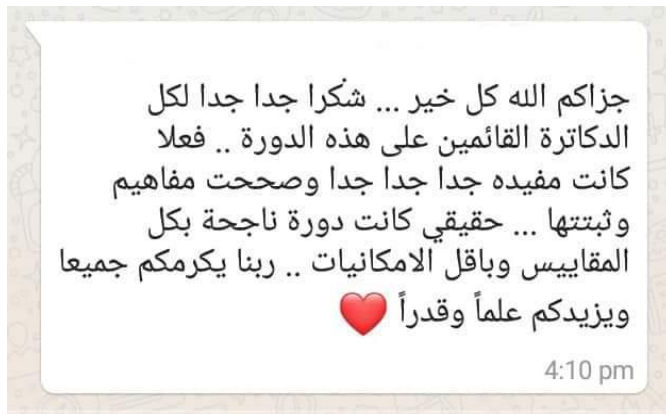 جزاكم الله كل خير ... شكرا جدا جدا لكل
الدكاترة القائمين على هذه الدورة .. فعلا
كانت مفيده جدا جدا جدا وصححت مفاهيم
وثبتتها ... حقيقي كانت دورة ناجحة بكل
المقاييس وباقل الامكانيات .. ربنا يكرمكم جميعا
ويزيدكم علماً وقدراً ❤️
4:10 pm